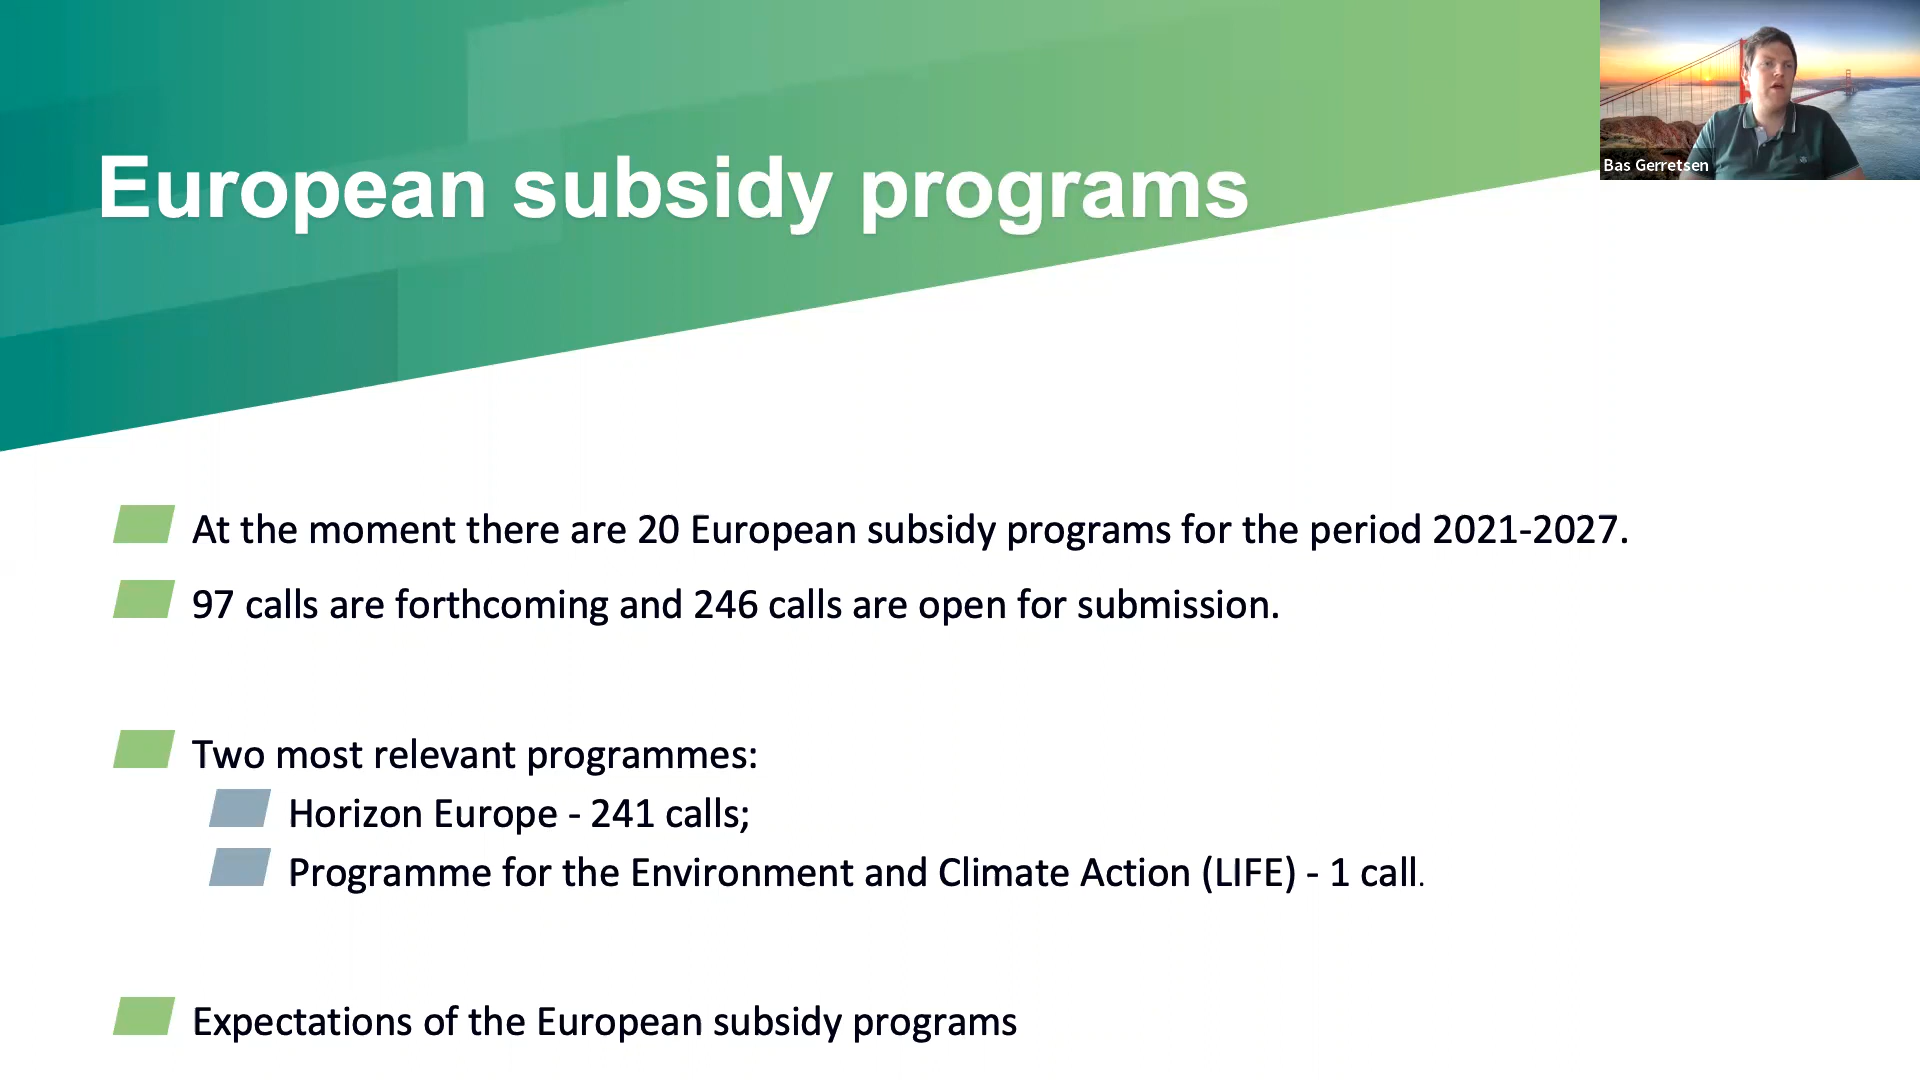 European subsidy programs
Bas Gerretsen
At the moment there are 20 European subsidy programs for the period 2021-2027.
97 calls are forthcoming and 246 calls are open for submission.
Two most relevant programmes:
Horizon Europe - 241 calls;
Programme for the Environment and Climate Action (LIFE) - 1 call.
Expectations of the European subsidy programs